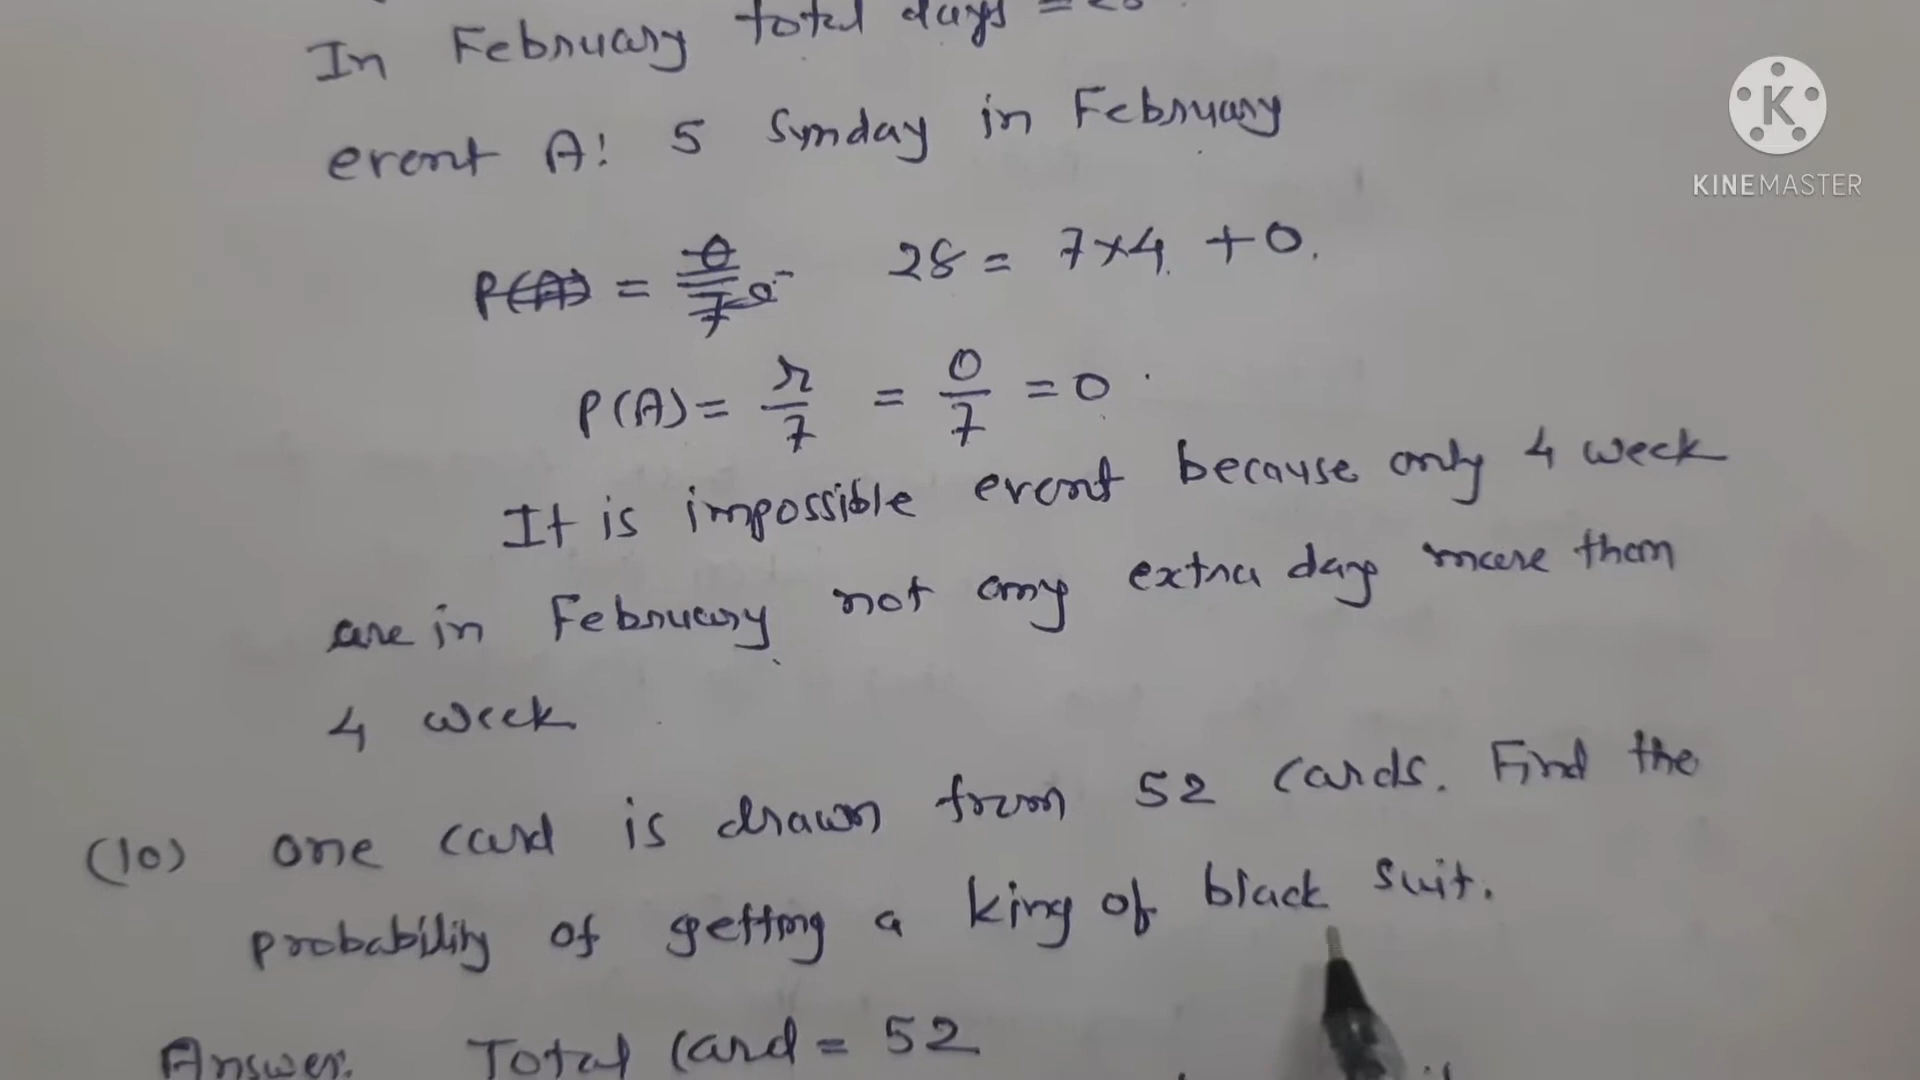 In February total days = 28
K
KINEMASTER
event A: 5 Sunday in February
P(A) = 0/7 28 = 7×4 + 0.
P(A) = r/7 = 0/7 = 0
It is impossible event because only 4 week
are in February not any extra day more than
4 week
(10) one card is drawn from 52 cards. Find the
probability of getting a king of black suit.
Answer: Total card = 52